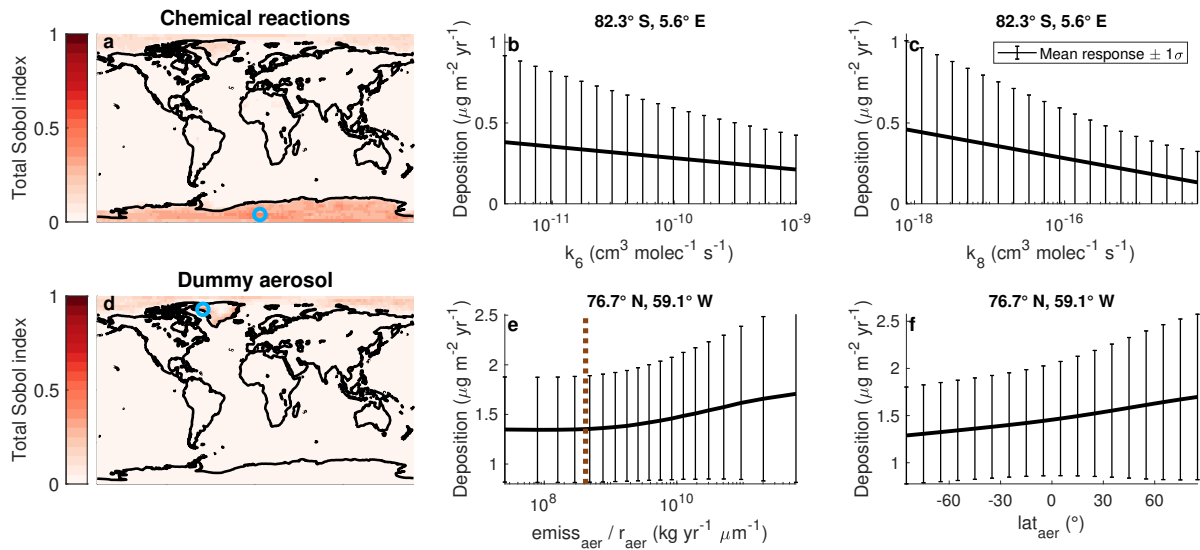 Chemical reactions
Total Sobol index
1
0.5
0
a
82.3° S, 5.6° E
b
Deposition (μg m⁻² yr⁻¹)
1
0.5
0
10⁻¹¹
10⁻¹⁰
10⁻⁹
k₆ (cm³ molec⁻¹ s⁻¹)
82.3° S, 5.6° E
c
Mean response ± 1σ
Deposition (μg m⁻² yr⁻¹)
1
0.5
0
10⁻¹⁸
10⁻¹⁶
k₈ (cm³ molec⁻¹ s⁻¹)
Dummy aerosol
Total Sobol index
1
0.5
0
d
76.7° N, 59.1° W
e
Deposition (μg m⁻² yr⁻¹)
2.5
2
1.5
1
10⁸
10¹⁰
emiss_aer / r_aer (kg yr⁻¹ μm⁻¹)
76.7° N, 59.1° W
f
Deposition (μg m⁻² yr⁻¹)
2.5
2
1.5
1
-60
-30
0
30
60
lat_aer (°)